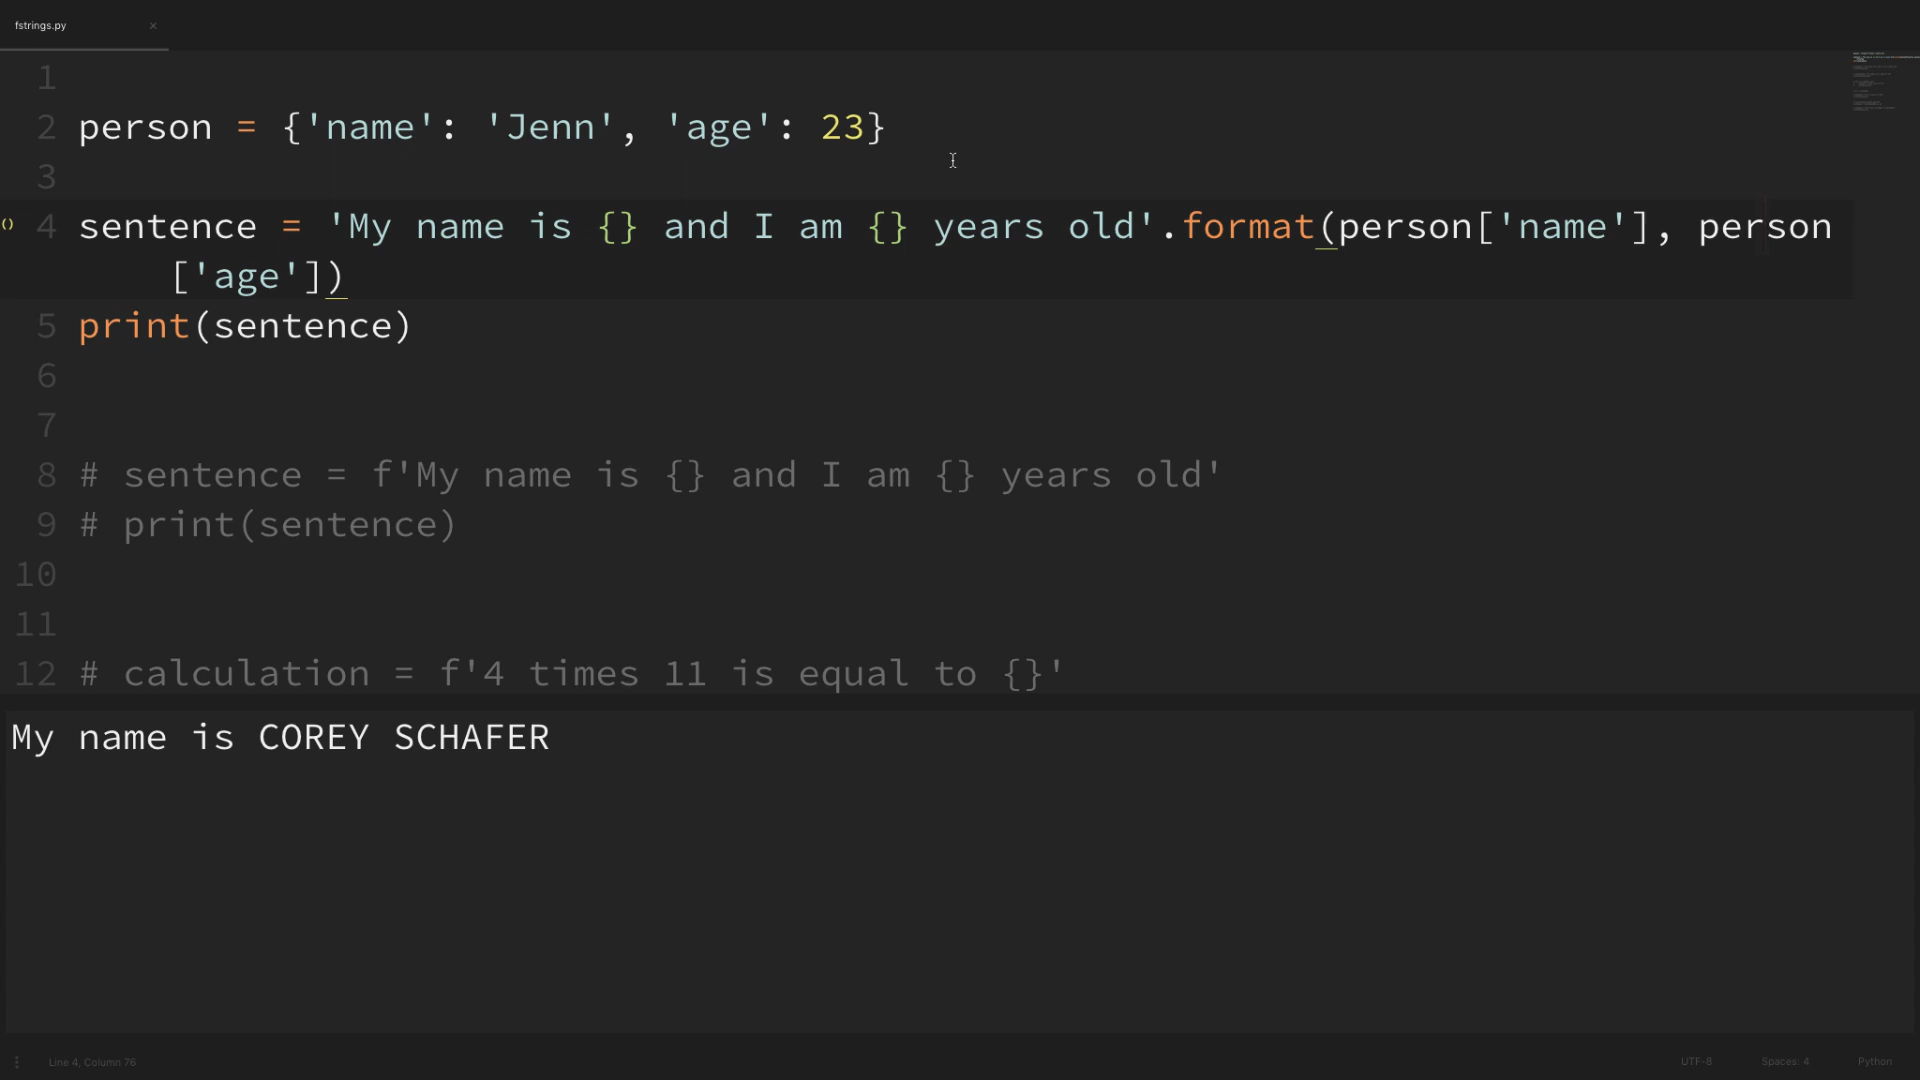 fstrings.py ×
1
2 person = {'name': 'Jenn', 'age': 23}
3
4 sentence = 'My name is {} and I am {} years old'.format(person['name'], person
['age'])
5 print(sentence)
6
7
8 # sentence = f'My name is {} and I am {} years old'
9 # print(sentence)
10
11
12 # calculation = f'4 times 11 is equal to {}'
My name is COREY SCHAFER
Line 4, Column 76 UTF-8 Spaces: 4 Python